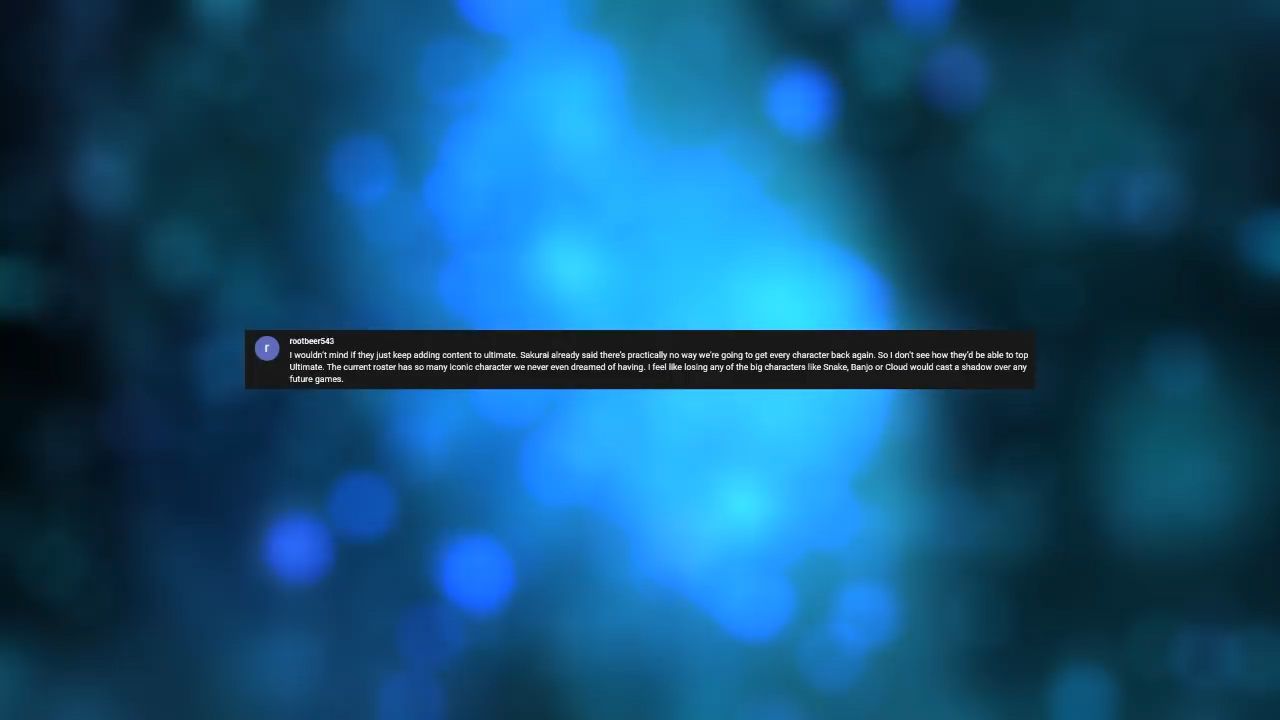 r
rootbeer543
I wouldn't mind if they just keep adding content to ultimate. Sakurai already said there's practically no way we're going to get every character back again. So I don't see how they'd be able to top
Ultimate. The current roster has so many iconic character we never even dreamed of having. I feel like losing any of the big characters like Snake, Banjo or Cloud would cast a shadow over any
future games.